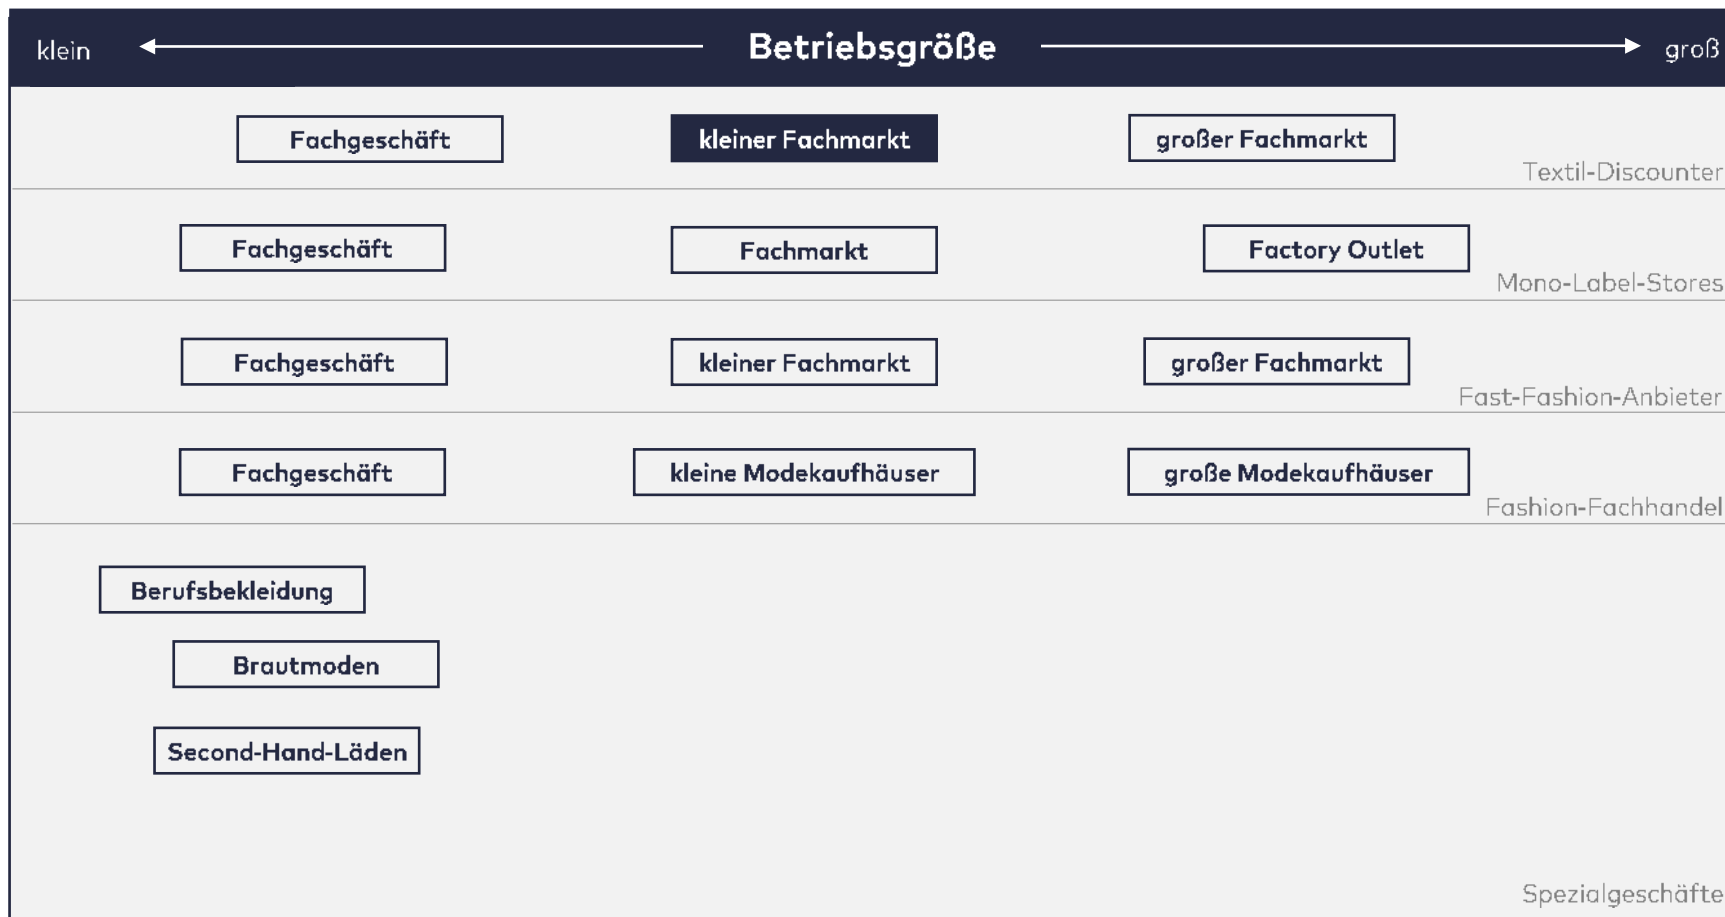 klein
Betriebsgröße
groß
Fachgeschäft
kleiner Fachmarkt
großer Fachmarkt
Textil-Discounter
Fachgeschäft
Fachmarkt
Factory Outlet
Mono-Label-Stores
Fachgeschäft
kleiner Fachmarkt
großer Fachmarkt
Fast-Fashion-Anbieter
Fachgeschäft
kleine Modekaufhäuser
große Modekaufhäuser
Fashion-Fachhandel
Berufsbekleidung
Brautmoden
Second-Hand-Läden
Spezialgeschäfte